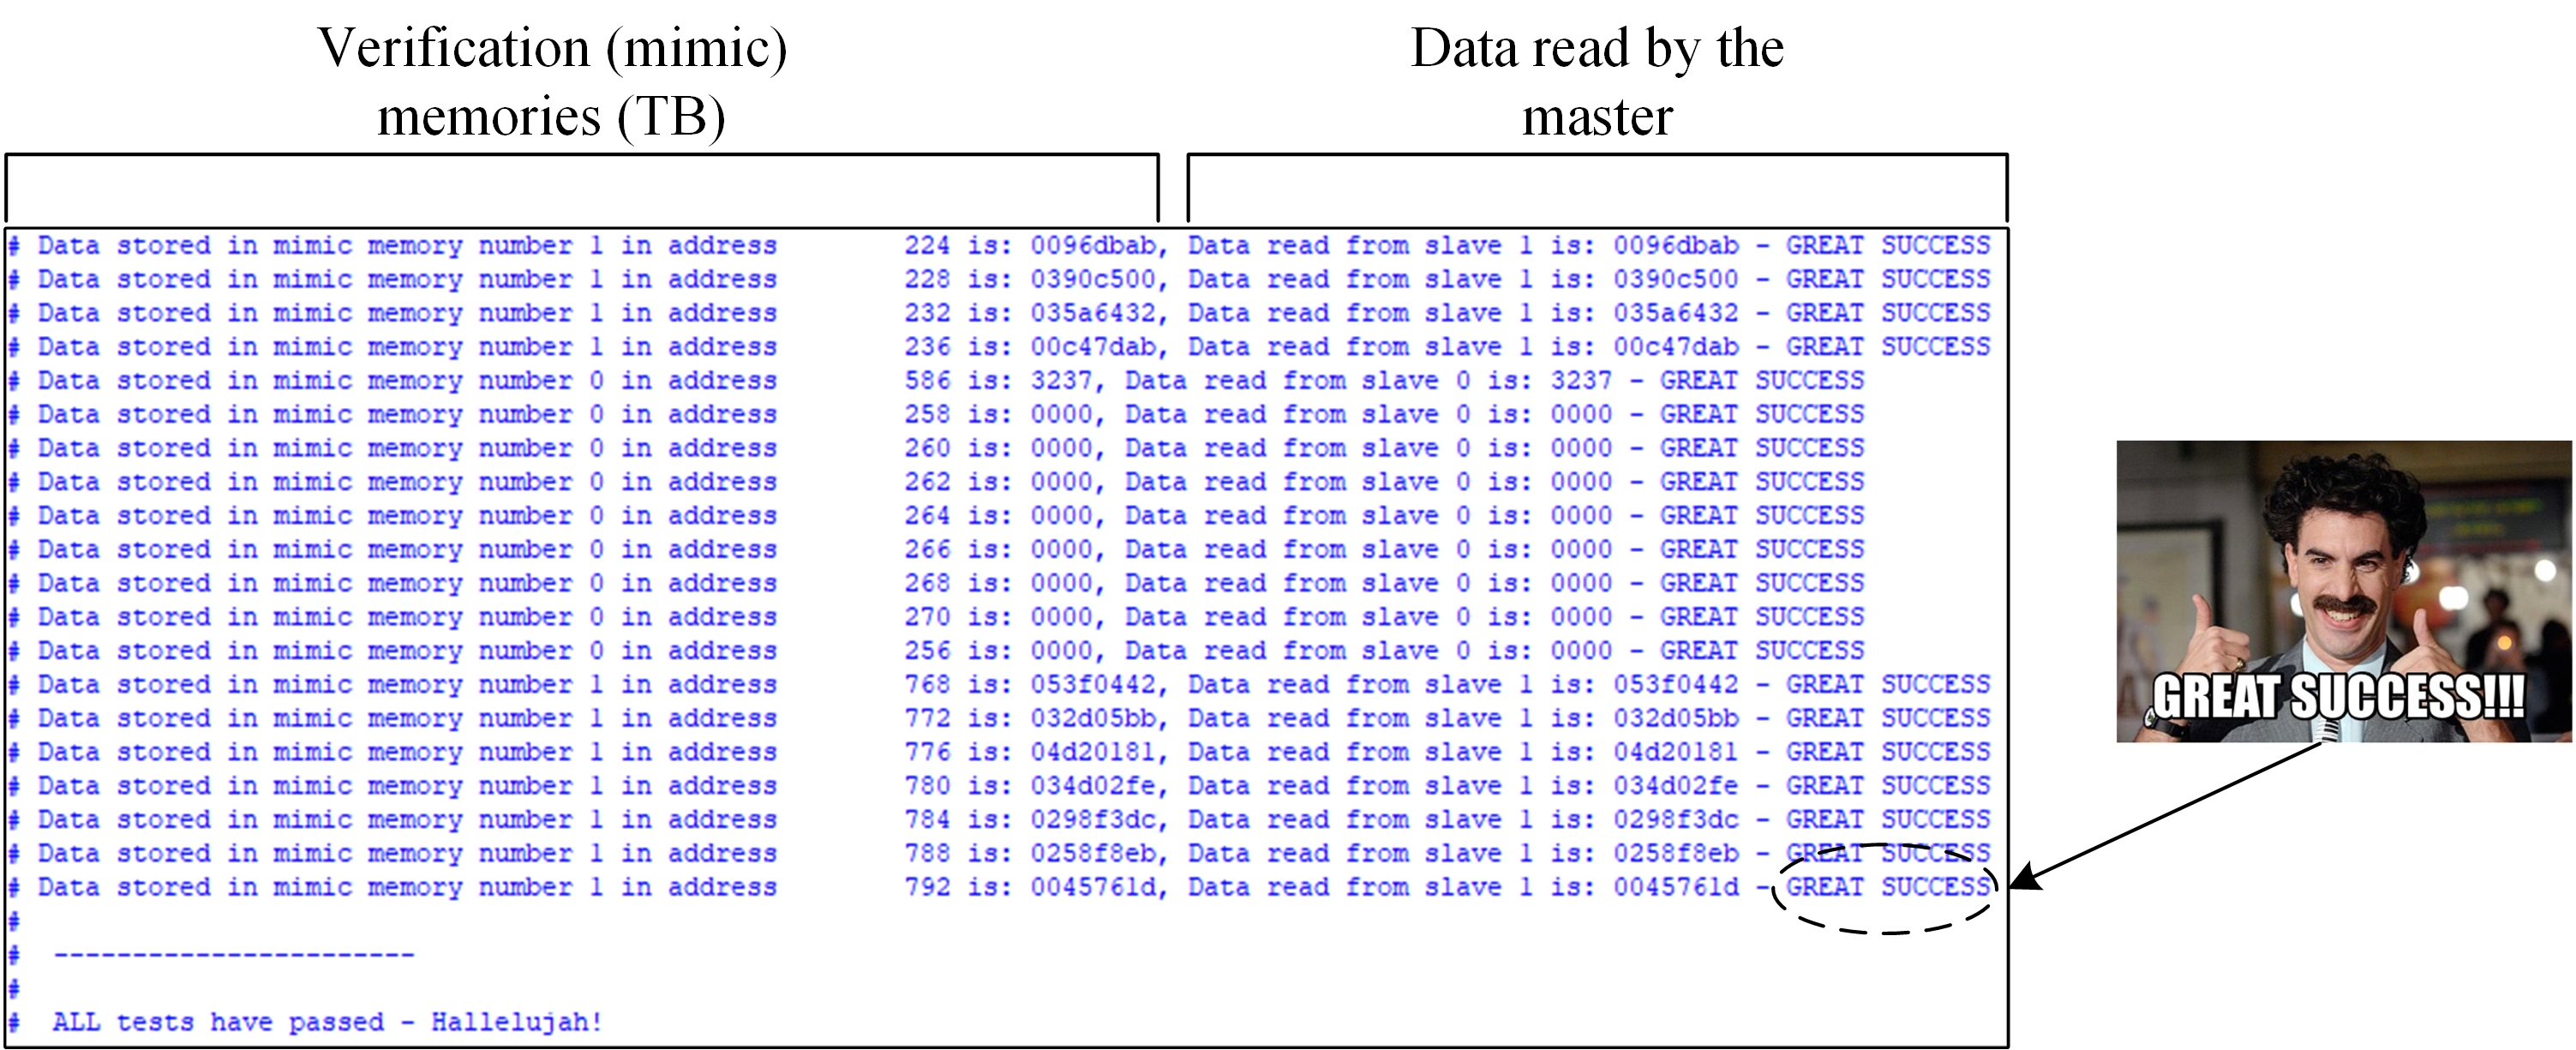 Verification (mimic)
memories (TB)
Data read by the
master
# Data stored in mimic memory number 1 in address 224 is: 0096dbab, Data read from slave 1 is: 0096dbab - GREAT SUCCESS
# Data stored in mimic memory number 1 in address 228 is: 0390c500, Data read from slave 1 is: 0390c500 - GREAT SUCCESS
# Data stored in mimic memory number 1 in address 232 is: 035a6432, Data read from slave 1 is: 035a6432 - GREAT SUCCESS
# Data stored in mimic memory number 1 in address 236 is: 00c47dab, Data read from slave 1 is: 00c47dab - GREAT SUCCESS
# Data stored in mimic memory number 0 in address 586 is: 3237, Data read from slave 0 is: 3237 - GREAT SUCCESS
# Data stored in mimic memory number 0 in address 258 is: 0000, Data read from slave 0 is: 0000 - GREAT SUCCESS
# Data stored in mimic memory number 0 in address 260 is: 0000, Data read from slave 0 is: 0000 - GREAT SUCCESS
# Data stored in mimic memory number 0 in address 262 is: 0000, Data read from slave 0 is: 0000 - GREAT SUCCESS
# Data stored in mimic memory number 0 in address 264 is: 0000, Data read from slave 0 is: 0000 - GREAT SUCCESS
# Data stored in mimic memory number 0 in address 266 is: 0000, Data read from slave 0 is: 0000 - GREAT SUCCESS
# Data stored in mimic memory number 0 in address 268 is: 0000, Data read from slave 0 is: 0000 - GREAT SUCCESS
# Data stored in mimic memory number 0 in address 270 is: 0000, Data read from slave 0 is: 0000 - GREAT SUCCESS
# Data stored in mimic memory number 0 in address 256 is: 0000, Data read from slave 0 is: 0000 - GREAT SUCCESS
# Data stored in mimic memory number 1 in address 768 is: 053f0442, Data read from slave 1 is: 053f0442 - GREAT SUCCESS
# Data stored in mimic memory number 1 in address 772 is: 032d05bb, Data read from slave 1 is: 032d05bb - GREAT SUCCESS
# Data stored in mimic memory number 1 in address 776 is: 04d20181, Data read from slave 1 is: 04d20181 - GREAT SUCCESS
# Data stored in mimic memory number 1 in address 780 is: 034d02fe, Data read from slave 1 is: 034d02fe - GREAT SUCCESS
# Data stored in mimic memory number 1 in address 784 is: 0298f3dc, Data read from slave 1 is: 0298f3dc - GREAT SUCCESS
# Data stored in mimic memory number 1 in address 788 is: 0258f8eb, Data read from slave 1 is: 0258f8eb - GREAT SUCCESS
# Data stored in mimic memory number 1 in address 792 is: 0045761d, Data read from slave 1 is: 0045761d - GREAT SUCCESS
#
# -----------------------
#
# ALL tests have passed - Hallelujah!
GREAT SUCCESS!!!